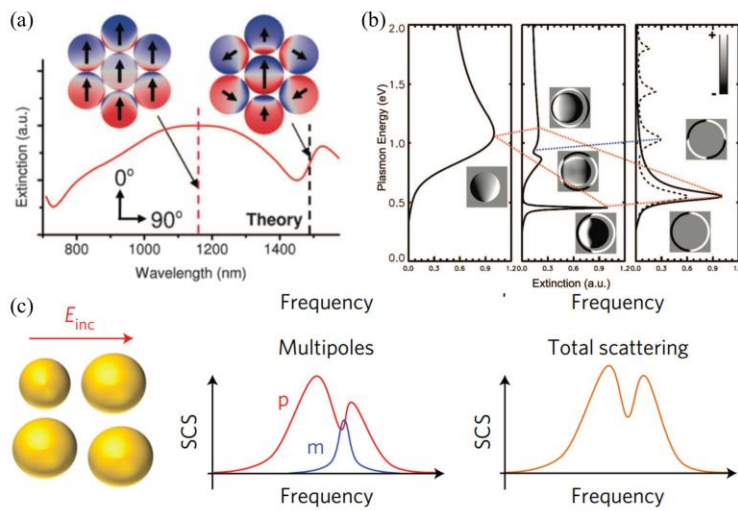 (a)
Extinction (a.u.)
0°
90°
Theory
800 1000 1200 1400
Wavelength (nm)
(b)
Plasmon Energy (eV)
2.0
1.5
1.0
0.5
0.0
+
-
0.0 0.3 0.6 0.9 1.2 0.0 0.3 0.6 0.9 1.2 0.0 0.3 0.6 0.9 1.2
Extinction (a.u.)
(c)
Einc
Frequency
Frequency
Multipoles
Total scattering
SCS
p
m
Frequency
SCS
Frequency